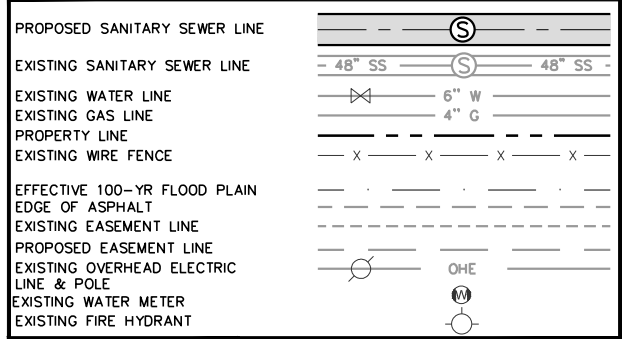 PROPOSED SANITARY SEWER LINE
S
EXISTING SANITARY SEWER LINE
48" SS S 48" SS
EXISTING WATER LINE
6" W
EXISTING GAS LINE
4" G
PROPERTY LINE
EXISTING WIRE FENCE
X X X X
EFFECTIVE 100-YR FLOOD PLAIN
EDGE OF ASPHALT
EXISTING EASEMENT LINE
PROPOSED EASEMENT LINE
EXISTING OVERHEAD ELECTRIC
LINE & POLE
OHE
EXISTING WATER METER
W
EXISTING FIRE HYDRANT